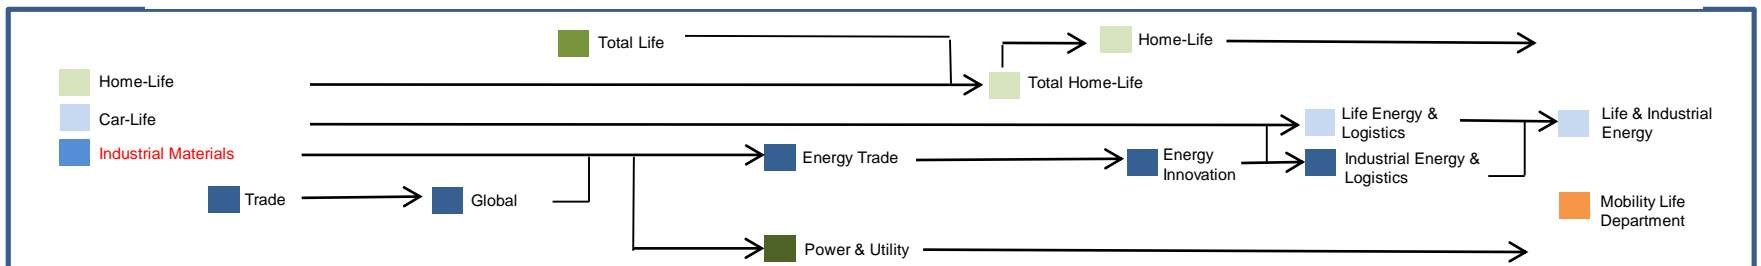 Total Life
Home-Life
Home-Life
Total Home-Life
Car-Life
Life Energy &
Logistics
Life & Industrial
Energy
Industrial Materials
Energy Trade
Energy
Innovation
Industrial Energy &
Logistics
Trade
Global
Mobility Life
Department
Power & Utility